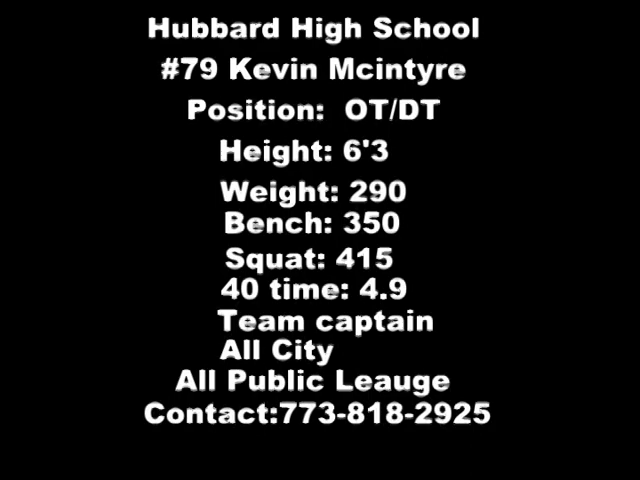 Hubbard High School
#79 Kevin Mcintyre
Position: OT/DT
Height: 6'3
Weight: 290
Bench: 350
Squat: 415
40 time: 4.9
Team captain
All City
All Public Leauge
Contact:773-818-2925